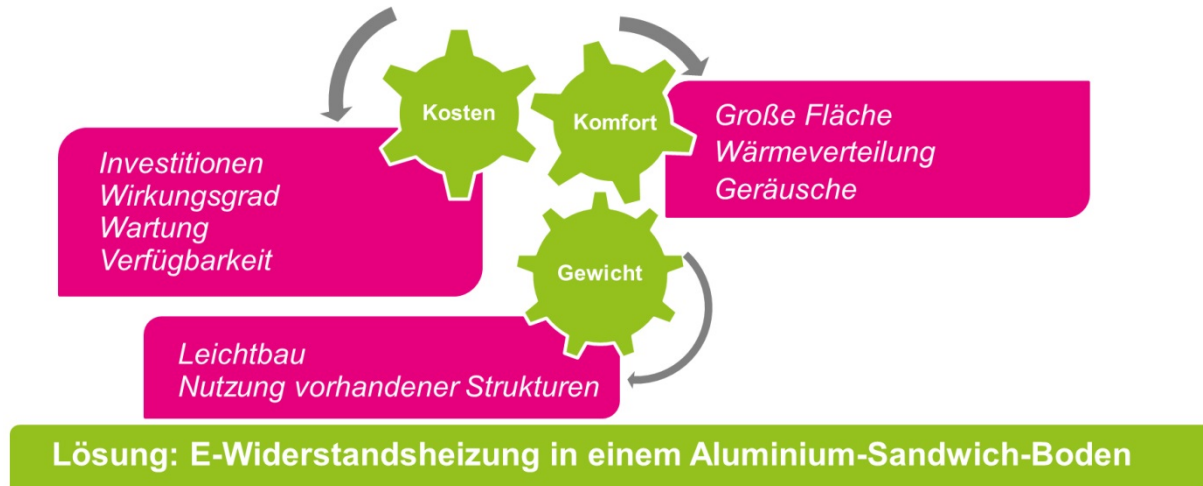 Kosten
Investitionen
Wirkungsgrad
Wartung
Verfügbarkeit
Komfort
Große Fläche
Wärmeverteilung
Geräusche
Gewicht
Leichtbau
Nutzung vorhandener Strukturen
Lösung: E-Widerstandsheizung in einem Aluminium-Sandwich-Boden